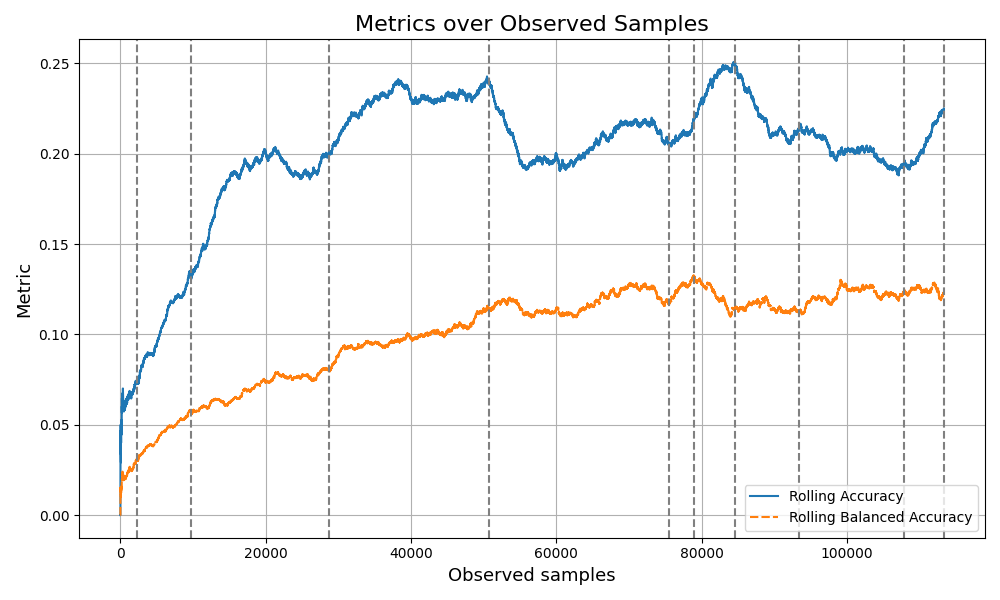 Metrics over Observed Samples
0.25
0.20
0.15
0.10
0.05
0.00
Metric
0 20000 40000 60000 80000 100000
Observed samples
Rolling Accuracy
Rolling Balanced Accuracy